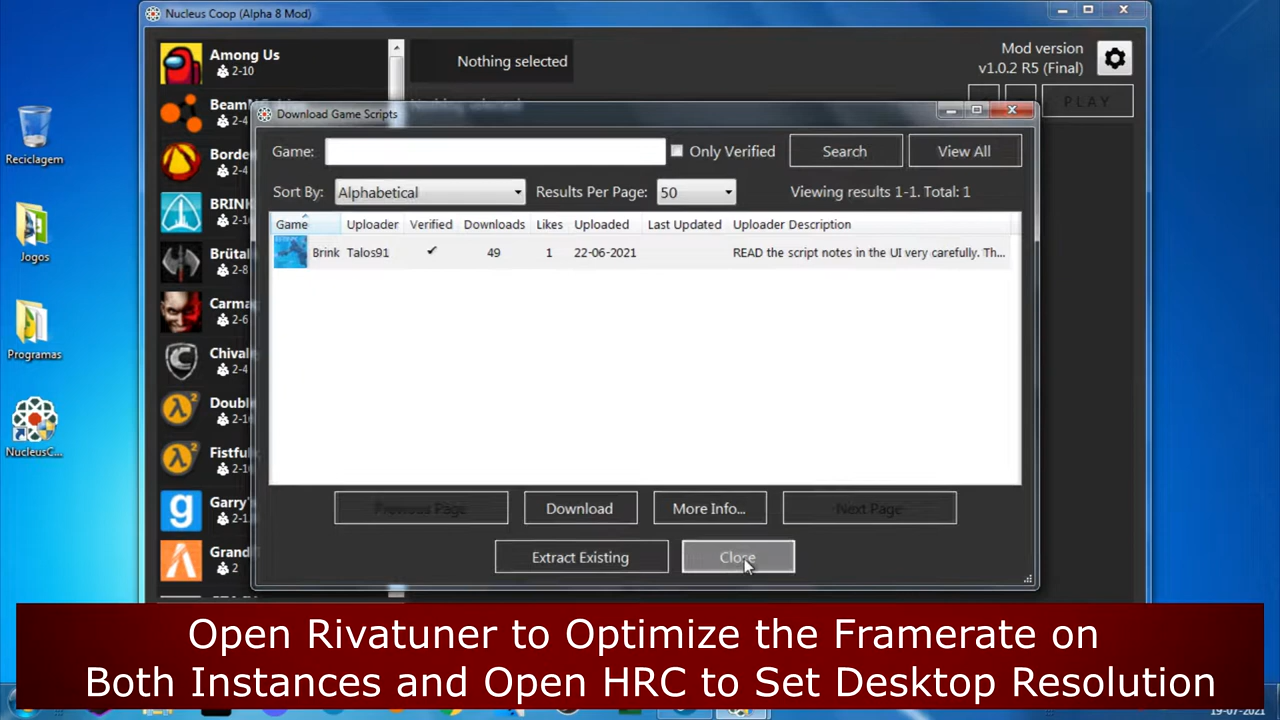 Nucleus Coop (Alpha 8 Mod)
Among Us
2-10
Nothing selected
Mod version
v1.0.2 R5 (Final)
PLAY
2-4
Borde
2-4
BRINK
Brütal
2-8
Carma
2-6
Chival
2-4
Doubl
Fistful
Garry'
Grand
2
Reciclagem
Jogos
Programas
NucleusC...
Download Game Scripts
Game:
Only Verified
Search
View All
Sort By:
Alphabetical
Results Per Page:
50
Viewing results 1-1. Total: 1
Game Uploader Verified Downloads Likes Uploaded Last Updated Uploader Description
Brink Talos91 ✓ 49 1 22-06-2021 READ the script notes in the UI very carefully. Th...
Previous Page
Download
More Info...
Next Page
Extract Existing
Close
Open Rivatuner to Optimize the Framerate on
Both Instances and Open HRC to Set Desktop Resolution
19-07-2021